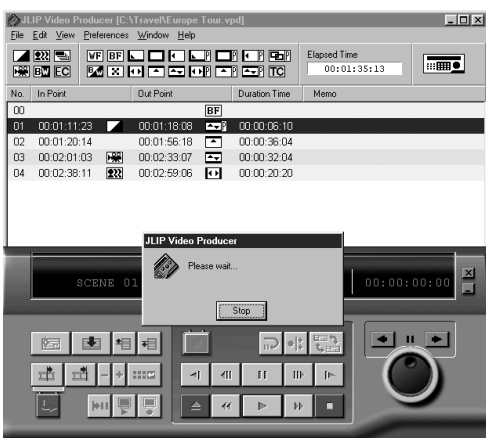 JLIP Video Producer [C:\Travel\Europe Tour.vpd]
File Edit View Preferences Window Help
WF BF P P P P Elapsed Time
BW EC B/W P P P TC 00:01:35:13
No. In Point Out Point Duration Time Memo
00 BF
01 00:01:11:23 00:01:18:08 P 00:00:06:10
02 00:01:20:14 00:01:56:18 00:00:36:04
03 00:02:01:03 00:02:33:07 00:00:32:04
04 00:02:38:11 00:02:59:06 00:00:20:20
JLIP Video Producer
Please wait...
SCENE 01 00:00:00:00
Stop